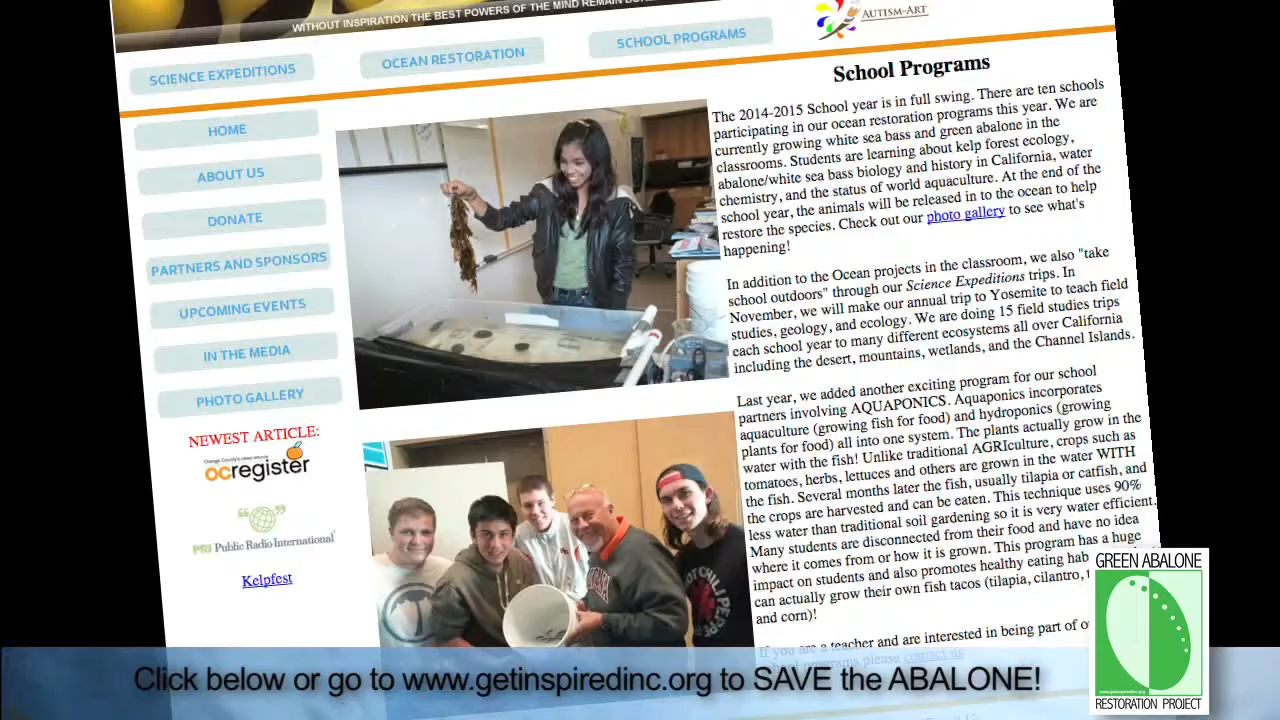 WITHOUT INSPIRATION THE BEST POWERS OF THE MIND REMAIN
AUTISM-ART
SCIENCE EXPEDITIONS
OCEAN RESTORATION
SCHOOL PROGRAMS
HOME
ABOUT US
DONATE
PARTNERS AND SPONSORS
UPCOMING EVENTS
IN THE MEDIA
PHOTO GALLERY
NEWEST ARTICLE:
Orange County's news source
ocregister
PRI Public Radio International
Kelpfest
School Programs
The 2014-2015 School year is in full swing. There are ten schools
participating in our ocean restoration programs this year. We are
currently growing white sea bass and green abalone in the
classrooms. Students are learning about kelp forest ecology,
abalone/white sea bass biology and history in California, water
chemistry, and the status of world aquaculture. At the end of the
school year, the animals will be released in to the ocean to help
restore the species. Check out our photo gallery to see what's
happening!
In addition to the Ocean projects in the classroom, we also "take
school outdoors" through our Science Expeditions trips. In
November, we will make our annual trip to Yosemite to teach field
studies, geology, and ecology. We are doing 15 field studies trips
each school year to many different ecosystems all over California
including the desert, mountains, wetlands, and the Channel Islands.
Last year, we added another exciting program for our school
partners involving AQUAPONICS. Aquaponics incorporates
aquaculture (growing fish for food) and hydroponics (growing
plants for food) all into one system. The plants actually grow in the
water with the fish! Unlike traditional AGRIculture, crops such as
tomatoes, herbs, lettuces and others are grown in the water WITH
the fish. Several months later the fish, usually tilapia or catfish, and
the crops are harvested and can be eaten. This technique uses 90%
less water than traditional soil gardening so it is very water efficient.
Many students are disconnected from their food and have no idea
where it comes from or how it is grown. This program has a huge
impact on students and also promotes healthy eating hab
can actually grow their own fish tacos (tilapia, cilantro,
and corn)!
If you are a teacher and are interested in being part of
school programs please contact us
CHILI PEPP
Click below or go to www.getinspiredinc.org to SAVE the ABALONE!
GREEN ABALONE
www.getinspiredinc.org
RESTORATION PROJECT